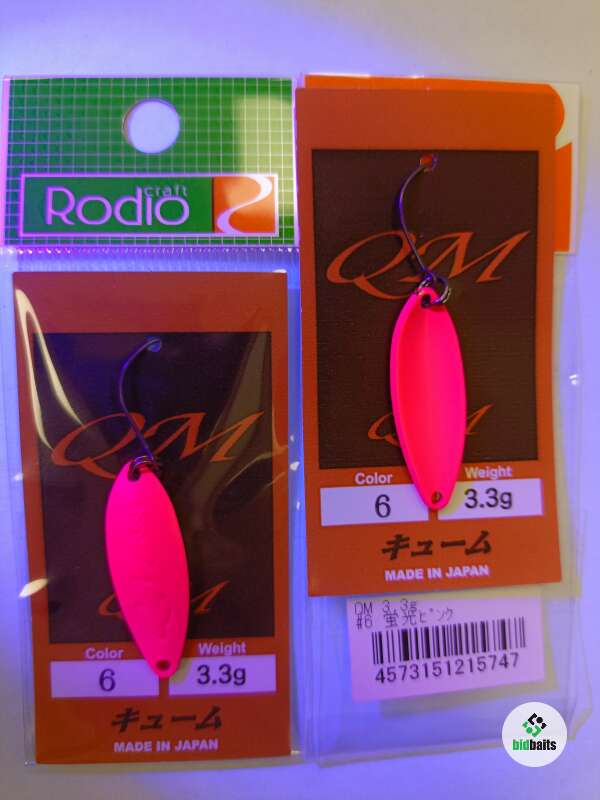 craft
Rodio
QM
QM
Color
Weight
6
3.3g
キューム
MADE IN JAPAN
QM
QM
Color
Weight
6
3.3g
キューム
MADE IN JAPAN
QM 3.3g
#6 蛍光ピンク
4573151215747
bidbaits